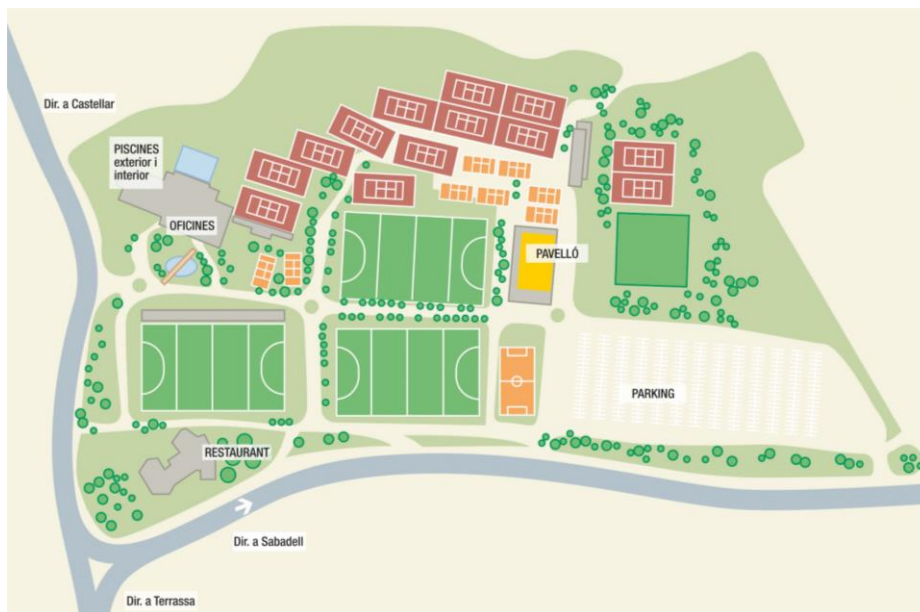 Dir. a Castellar
PISCINES
exterior i
interior
OFICINES
PAVELLÓ
PARKING
RESTAURANT
Dir. a Sabadell
Dir. a Terrassa